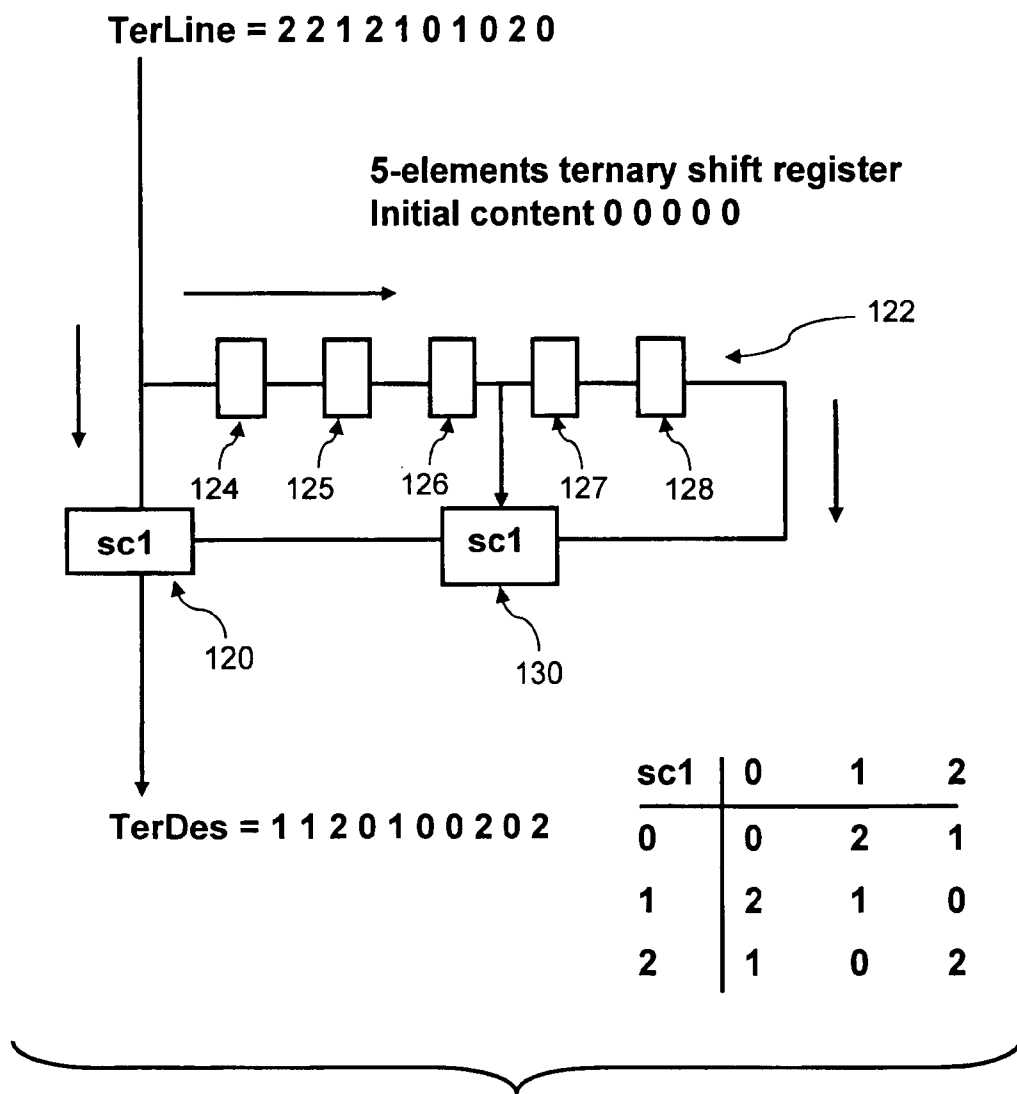 TerLine = 2 2 1 2 1 0 1 0 2 0
5-elements ternary shift register
Initial content 0 0 0 0 0
122
124 125 126 127 128
sc1 sc1
120
130
sc1 0 1 2
0 0 2 1
1 2 1 0
2 1 0 2
TerDes = 1 1 2 0 1 0 0 2 0 2